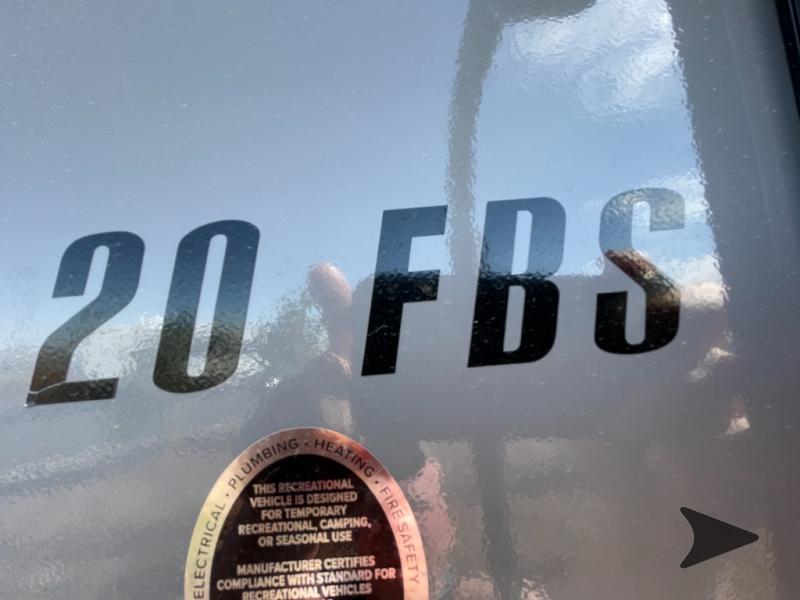 20 FBS
ELECTRICAL · PLUMBING · HEATING · FIRE SAFETY
THIS RECREATIONAL
VEHICLE IS DESIGNED
FOR TEMPORARY
RECREATIONAL, CAMPING,
OR SEASONAL USE
MANUFACTURER CERTIFIES
COMPLIANCE WITH STANDARD FOR
RECREATIONAL VEHICLES